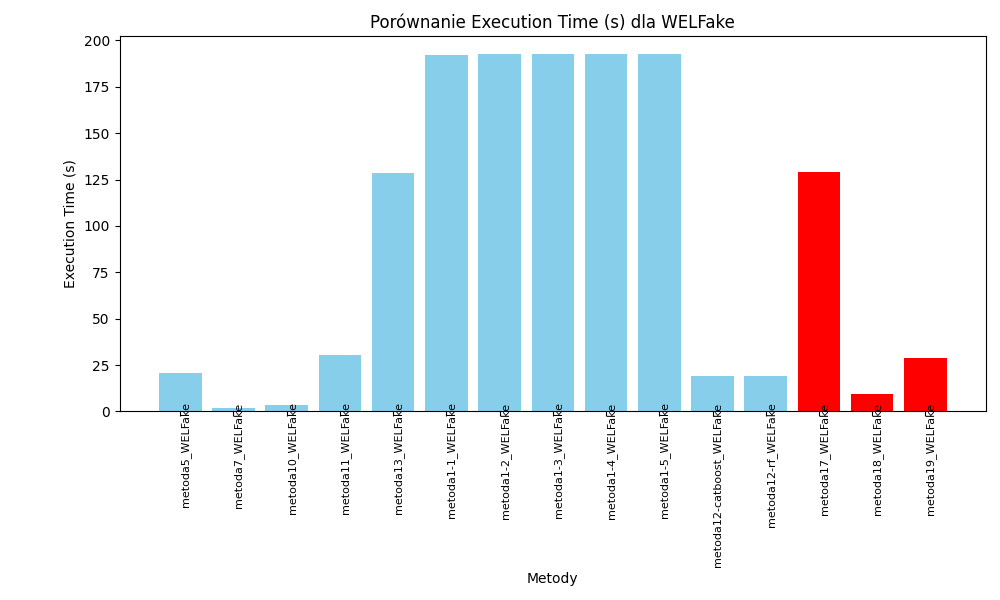 Porównanie Execution Time (s) dla WELFake
Execution Time (s)
200
175
150
125
100
75
50
25
0
metoda5_WELFake
metoda7_WELFake
metoda10_WELFake
metoda11_WELFake
metoda13_WELFake
metoda1-1_WELFake
metoda1-2_WELFake
metoda1-3_WELFake
metoda1-4_WELFake
metoda1-5_WELFake
metoda12-catboost_WELFake
metoda12-rf_WELFake
metoda17_WELFake
metoda18_WELFake
metoda19_WELFake
Metody